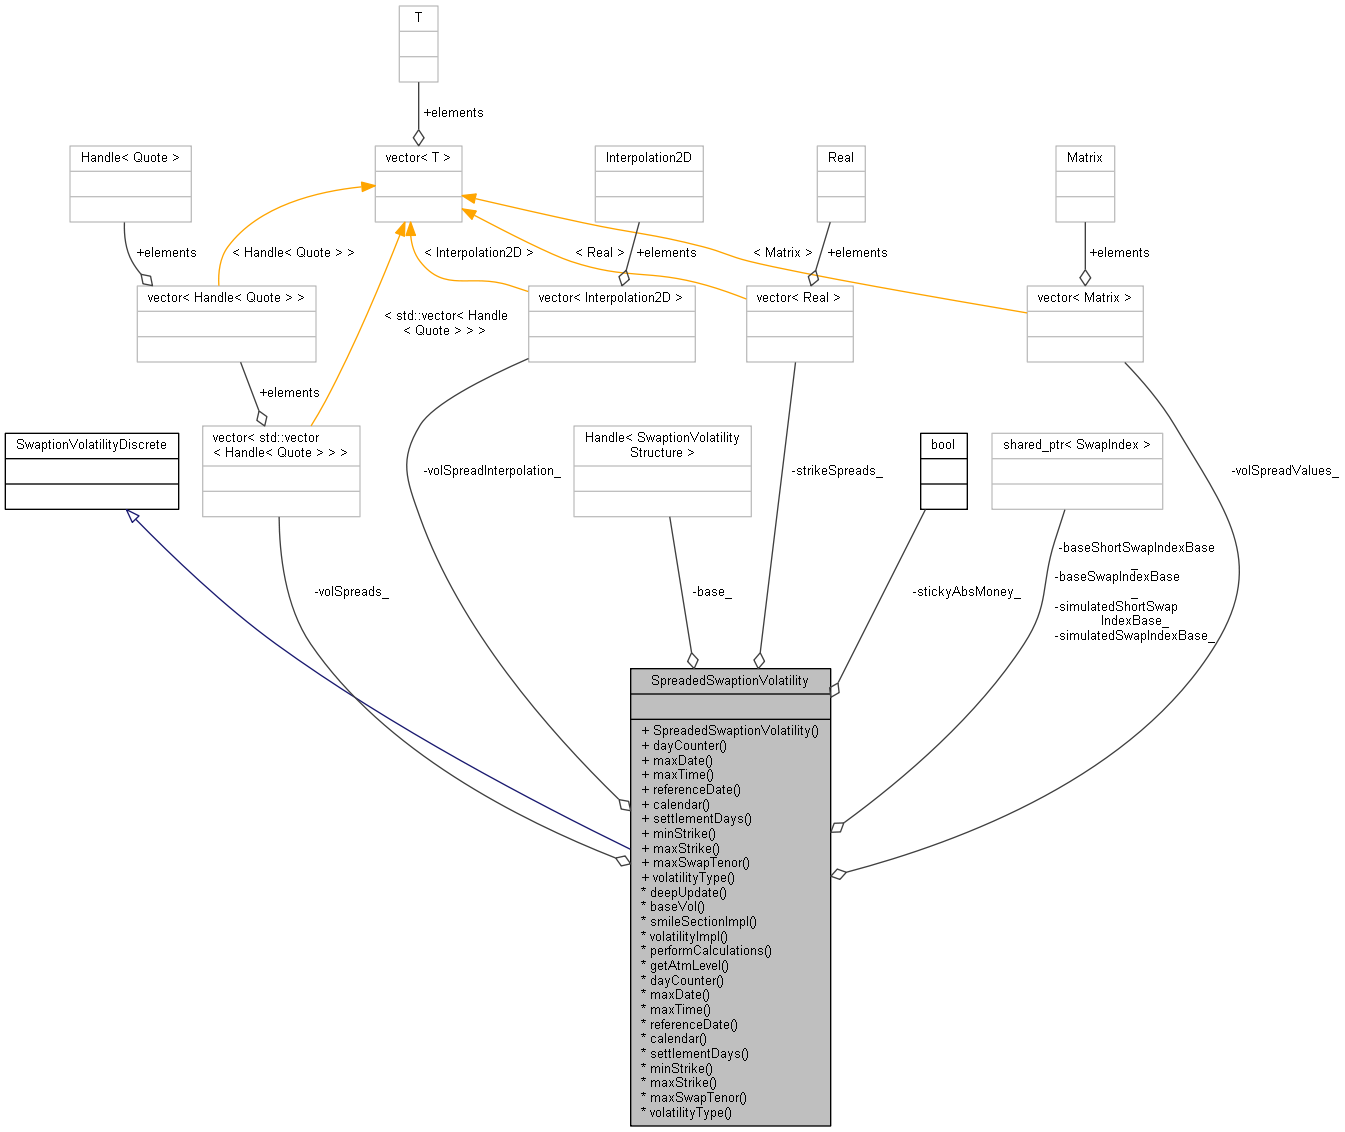 T
+elements
Handle< Quote >
vector< T >
Interpolation2D
Real
Matrix
+elements
< Handle< Quote > >
< Interpolation2D >
< Real >
+elements
+elements
< Matrix >
+elements
vector< Handle< Quote > >
< std::vector< Handle
< Quote > > >
vector< Interpolation2D >
vector< Real >
vector< Matrix >
+elements
SwaptionVolatilityDiscrete
vector< std::vector
< Handle< Quote > > >
-volSpreadInterpolation_
Handle< SwaptionVolatility
Structure >
-strikeSpreads_
bool
shared_ptr< SwapIndex >
-volSpreadValues_
-volSpreads_
-base_
-stickyAbsMoney_
-baseShortSwapIndexBase
_
-baseSwapIndexBase
_
-simulatedShortSwap
IndexBase_
-simulatedSwapIndexBase_
SpreadedSwaptionVolatility
+ SpreadedSwaptionVolatility()
+ dayCounter()
+ maxDate()
+ maxTime()
+ referenceDate()
+ calendar()
+ settlementDays()
+ minStrike()
+ maxStrike()
+ maxSwapTenor()
+ volatilityType()
* deepUpdate()
* baseVol()
* smileSectionImpl()
* volatilityImpl()
* performCalculations()
* getAtmLevel()
* dayCounter()
* maxDate()
* maxTime()
* referenceDate()
* calendar()
* settlementDays()
* minStrike()
* maxStrike()
* maxSwapTenor()
* volatilityType()